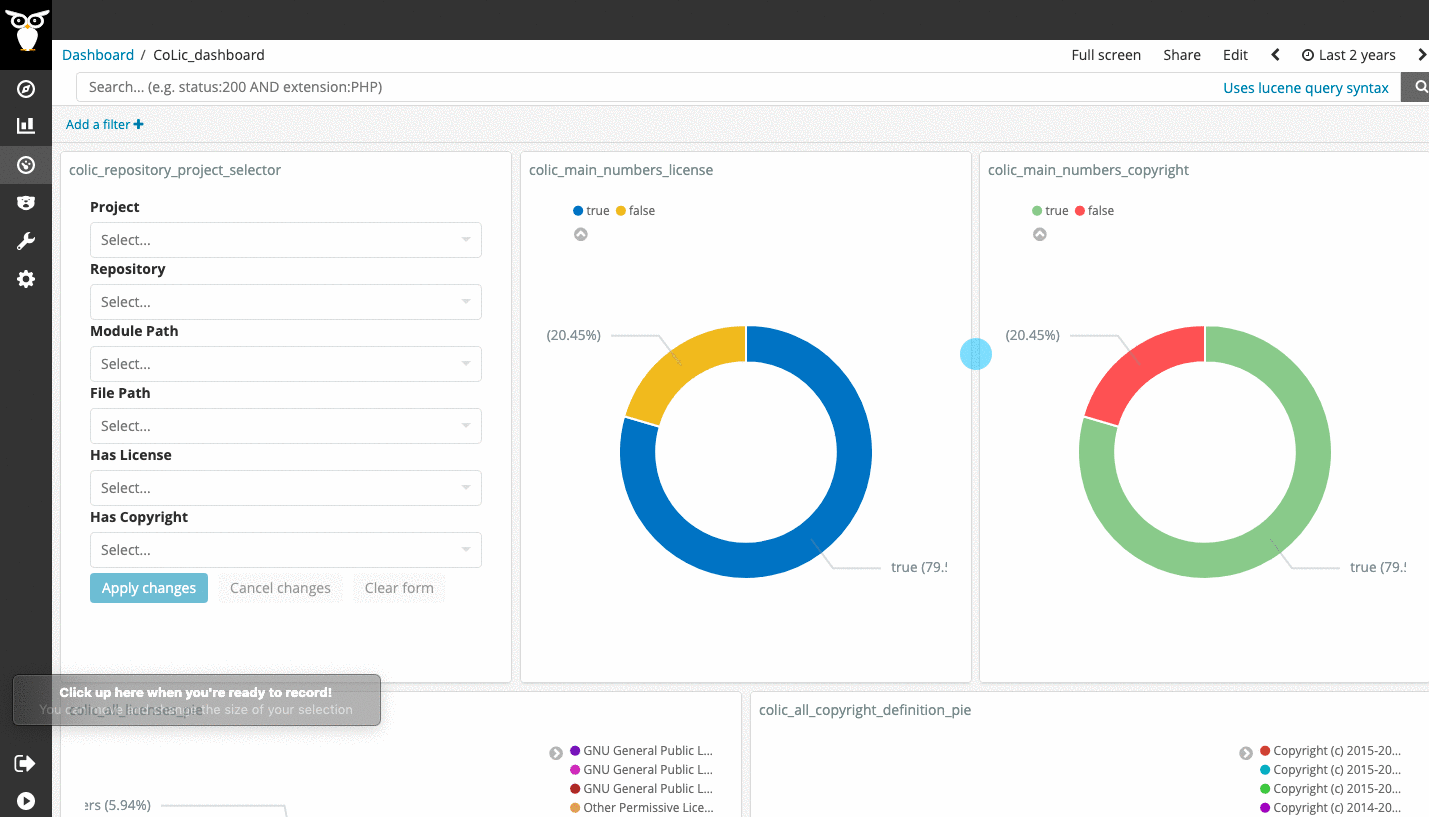 Dashboard / CoLic_dashboard
Full screen Share Edit Last 2 years
Search... (e.g. status:200 AND extension:PHP)
Uses lucene query syntax
Add a filter +
colic_repository_project_selector
Project
Select...
Repository
Select...
Module Path
Select...
File Path
Select...
Has License
Select...
Has Copyright
Select...
Apply changes Cancel changes Clear form
colic_main_numbers_license
true false
(20.45%)
true (79.5
colic_main_numbers_copyright
true false
(20.45%)
true (79.5
Click up here when you're ready to record!
You can move and change the size of your selection
colic_all_licenses_pie
GNU General Public L...
GNU General Public L...
GNU General Public L...
Other Permissive Lice...
ers (5.94%)
colic_all_copyright_definition_pie
Copyright (c) 2015-20...
Copyright (c) 2015-20...
Copyright (c) 2015-20...
Copyright (c) 2014-20...